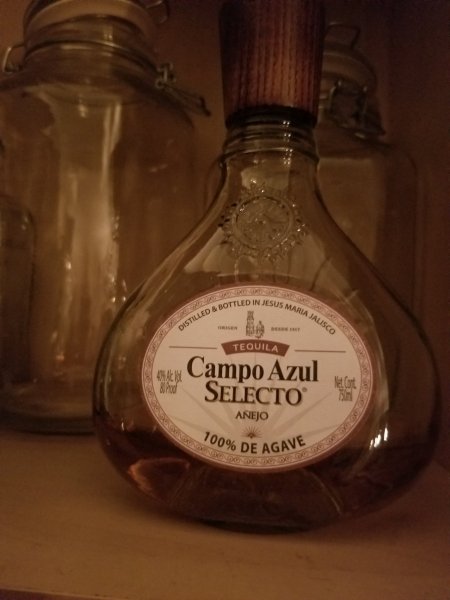 DISTILLED & BOTTLED IN JESUS MARIA JALISCO
ORIGEN DESDE 1917
TEQUILA
Campo Azul
SELECTO®
AÑEJO
40% Alc. Vol.
80 Proof
Net. Cont.
750ml
100% DE AGAVE